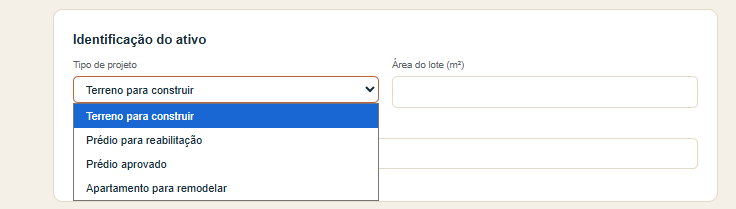 Identificação do ativo
Tipo de projeto
Área do lote (m²)
Terreno para construir
Terreno para construir
Prédio para reabilitação
Prédio aprovado
Apartamento para remodelar